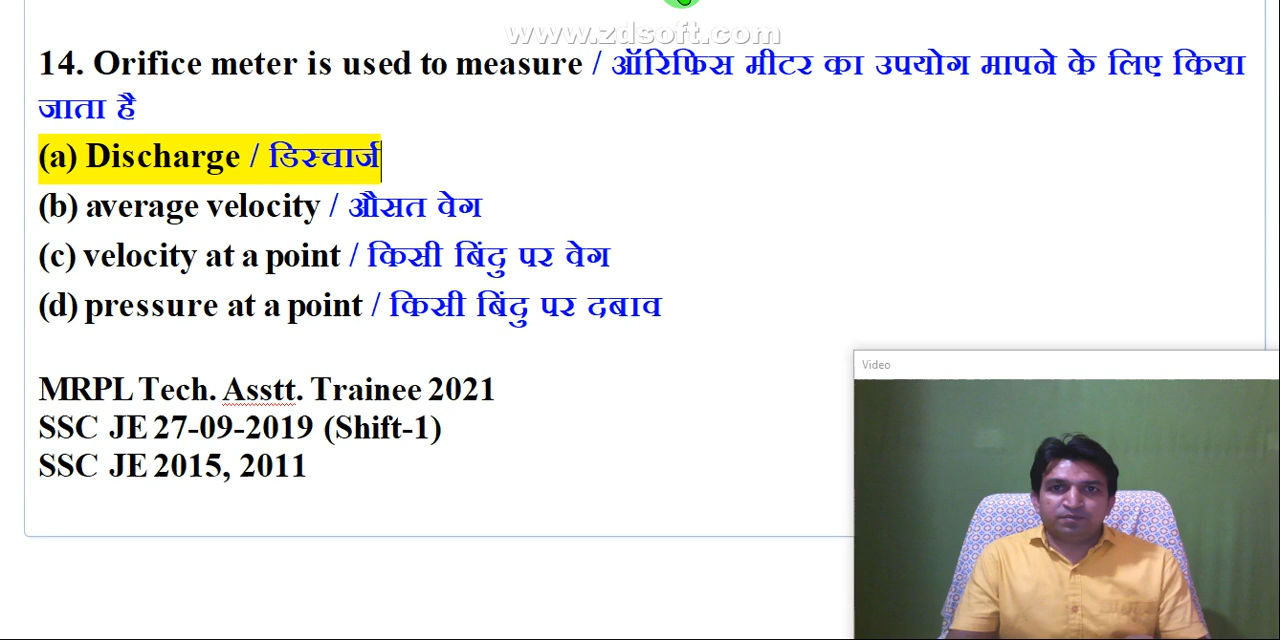 www.zdsoft.com
14. Orifice meter is used to measure / ऑरिफिस मीटर का उपयोग मापने के लिए किया
जाता है
(a) Discharge / डिस्चार्ज
(b) average velocity / औसत वेग
(c) velocity at a point / किसी बिंदु पर वेग
(d) pressure at a point / किसी बिंदु पर दबाव
MRPL Tech. Asstt. Trainee 2021
SSC JE 27-09-2019 (Shift-1)
SSC JE 2015, 2011
Video